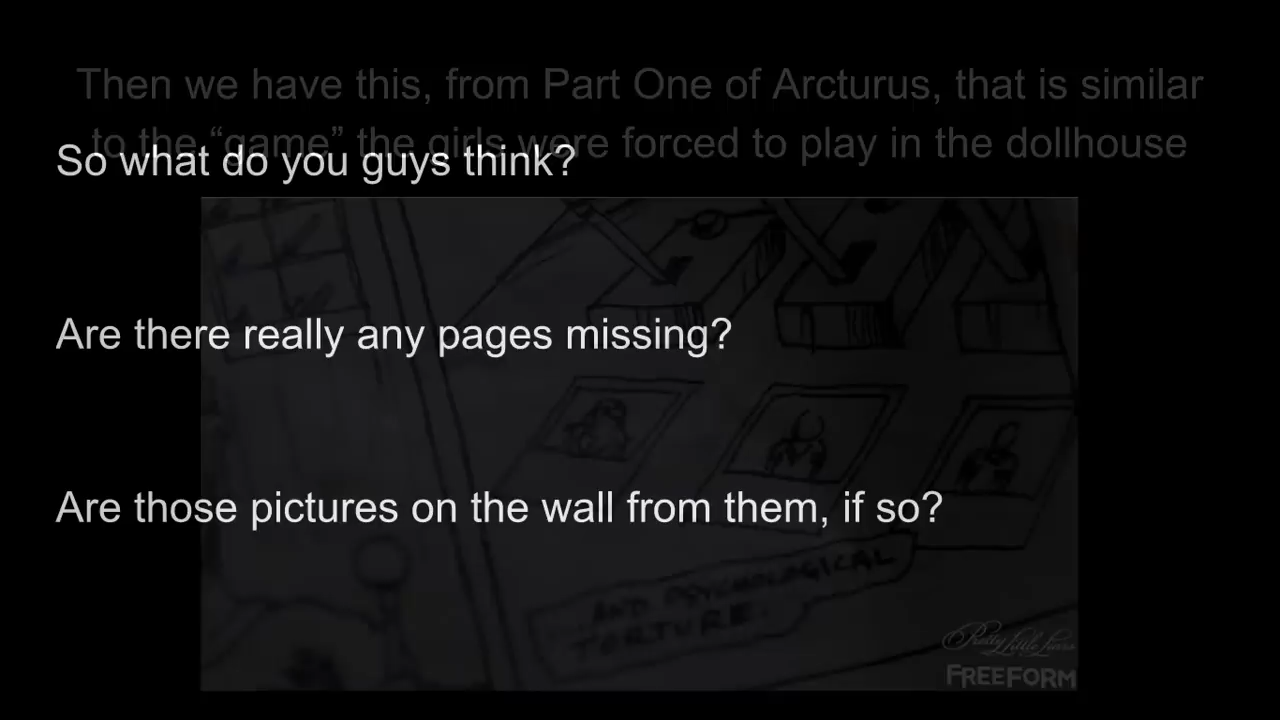 Then we have this, from Part One of Arcturus, that is similar
to the “game” the girls were forced to play in the dollhouse
So what do you guys think?
Are there really any pages missing?
Are those pictures on the wall from them, if so?
AND PSYCHOLOGICAL
TORTURE.
Pretty Little Liars
FREEFORM